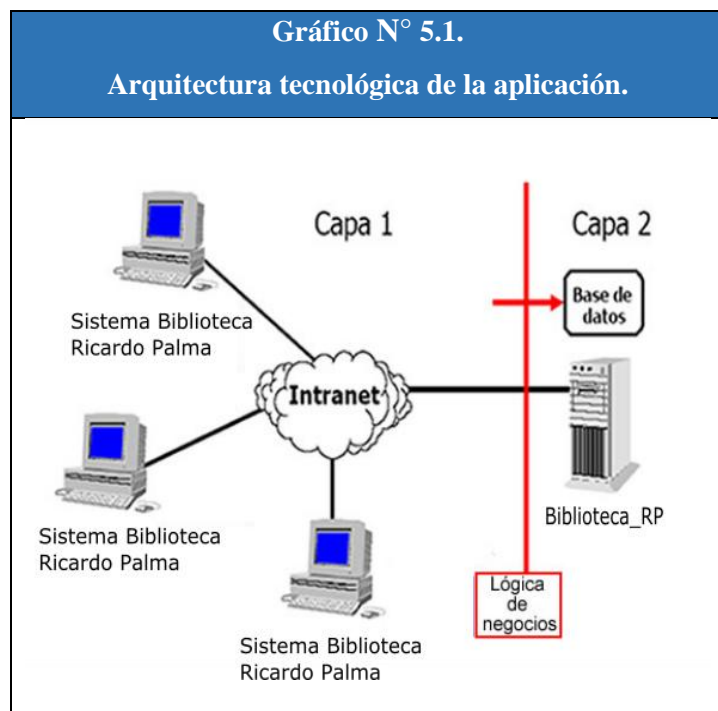 Gráfico N° 5.1.
Arquitectura tecnológica de la aplicación.
Capa 1
Capa 2
Base de
datos
Sistema Biblioteca
Ricardo Palma
Intranet
Sistema Biblioteca
Ricardo Palma
Biblioteca_RP
Lógica
de
negocios
Sistema Biblioteca
Ricardo Palma